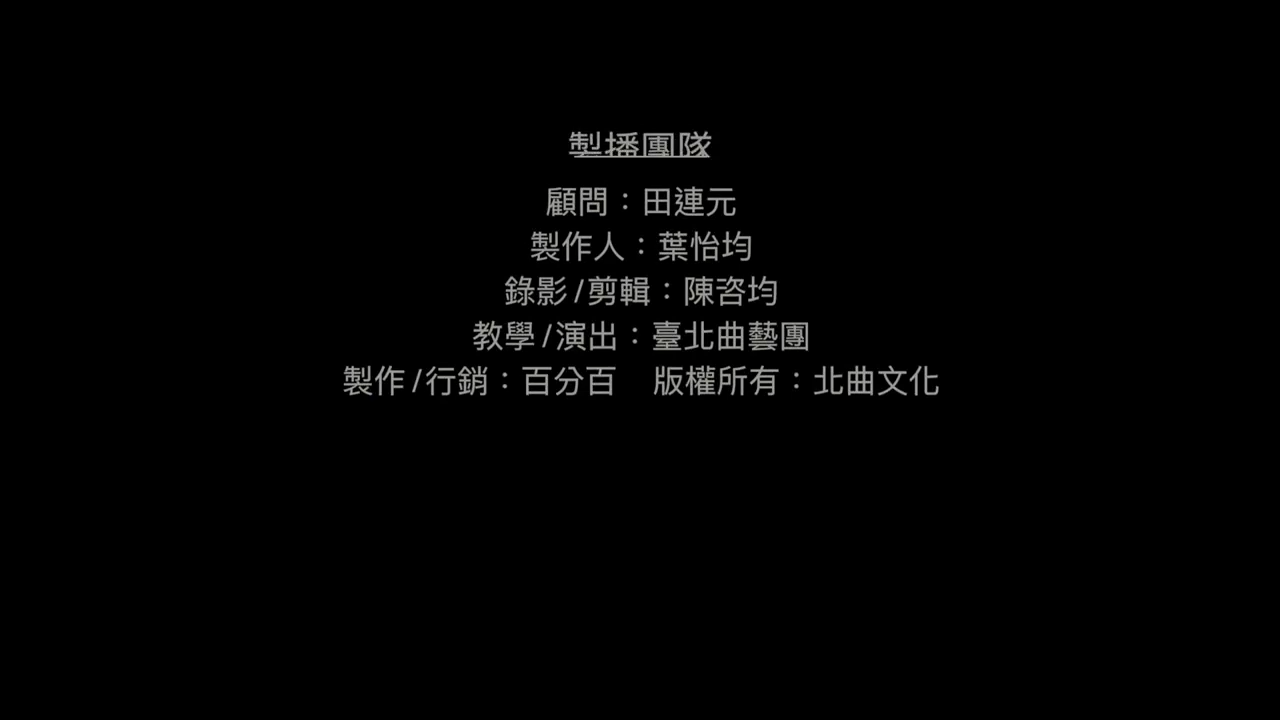 製播團隊
顧問：田連元
製作人：葉怡均
錄影/剪輯：陳咨均
教學/演出：臺北曲藝團
製作/行銷：百分百　版權所有：北曲文化